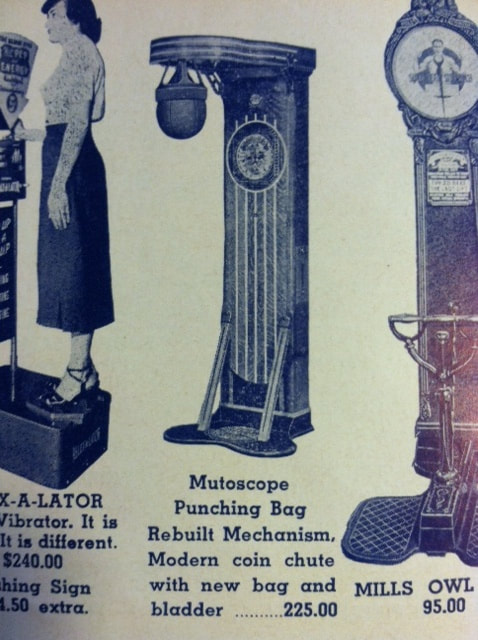 X-A-LATOR
Vibrator. It is
It is different.
$240.00
shing Sign
4.50 extra.
Mutoscope
Punching Bag
Rebuilt Mechanism,
Modern coin chute
with new bag and
bladder ..........225.00
MILLS OWL
95.00